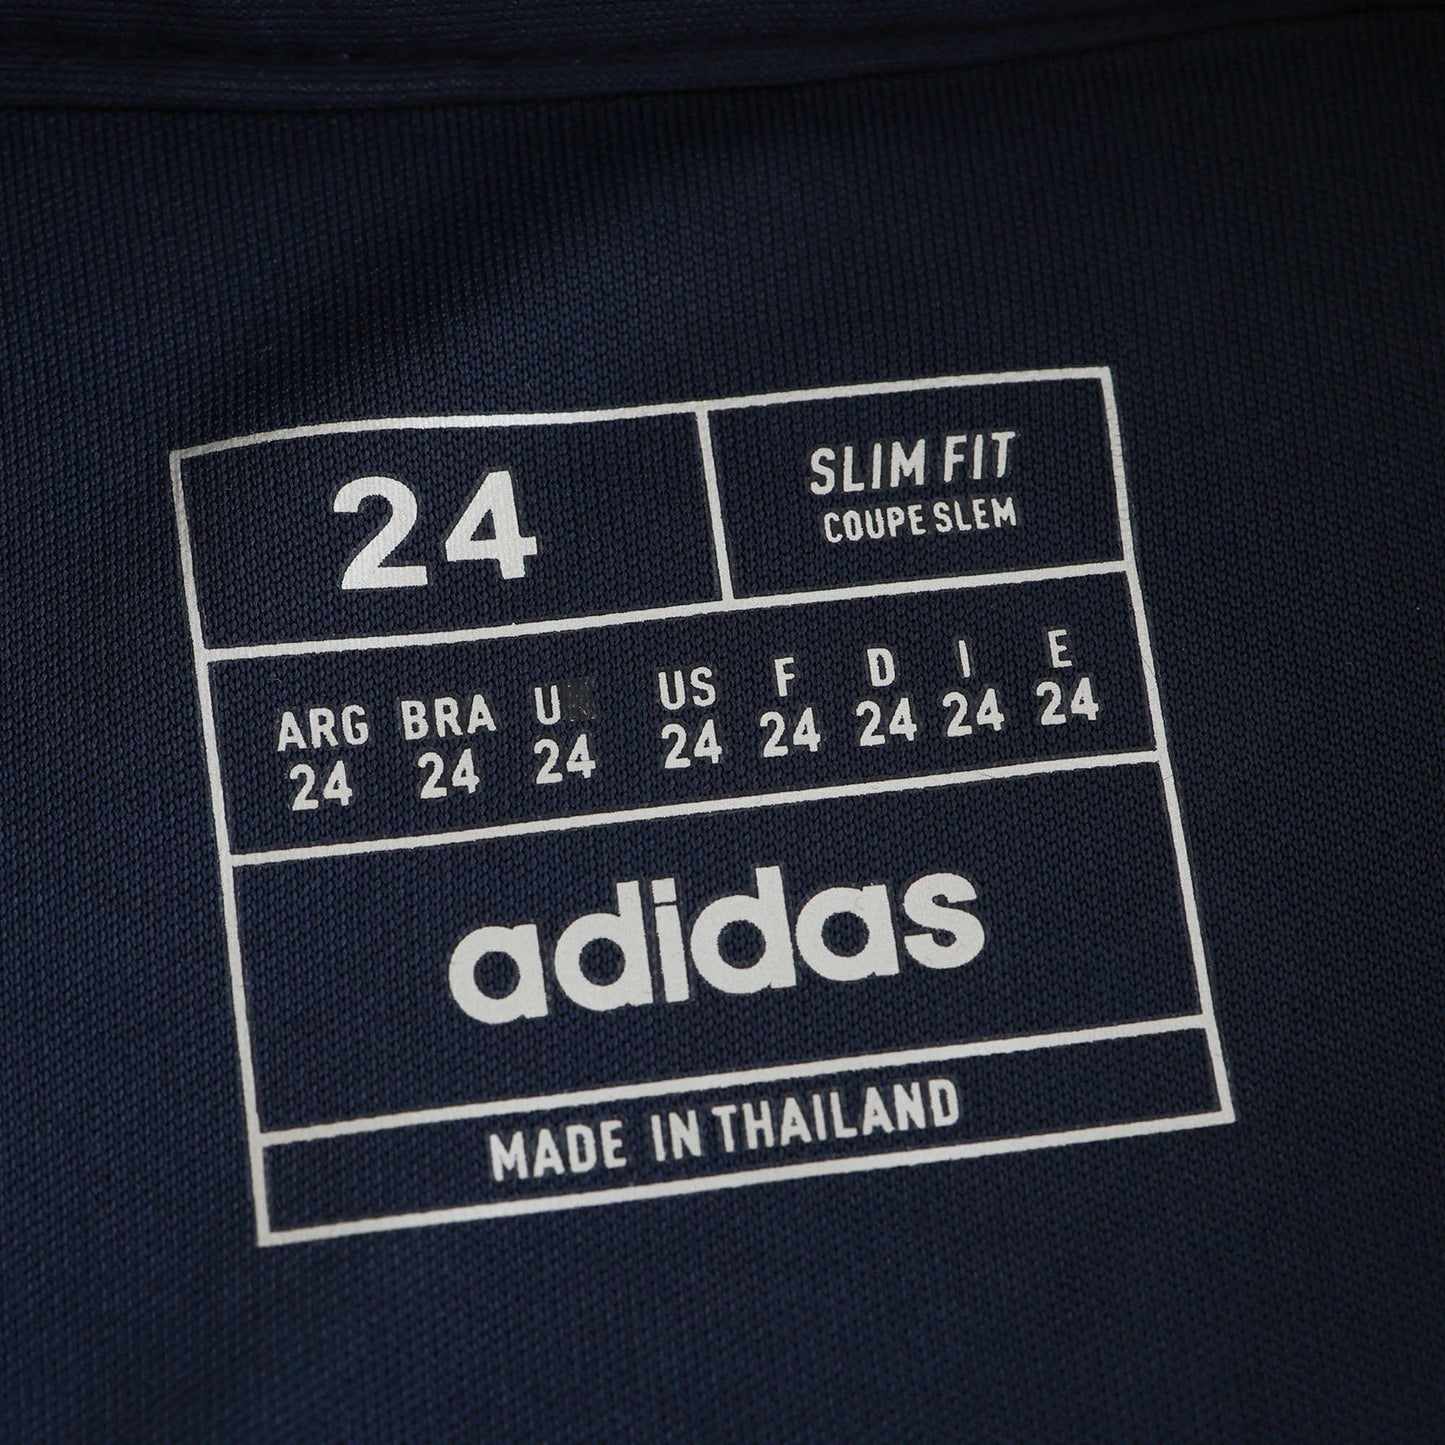 24
SLIM FIT
COUPE SLEM
ARG BRA U US F D I E
24 24 24 24 24 24 24 24
adidas
MADE IN THAILAND